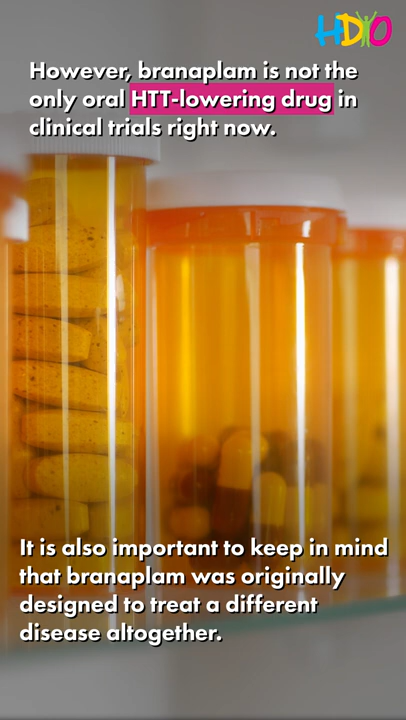 HDYO
However, branaplam is not the
only oral HTT-lowering drug in
clinical trials right now.
It is also important to keep in mind
that branaplam was originally
designed to treat a different
disease altogether.